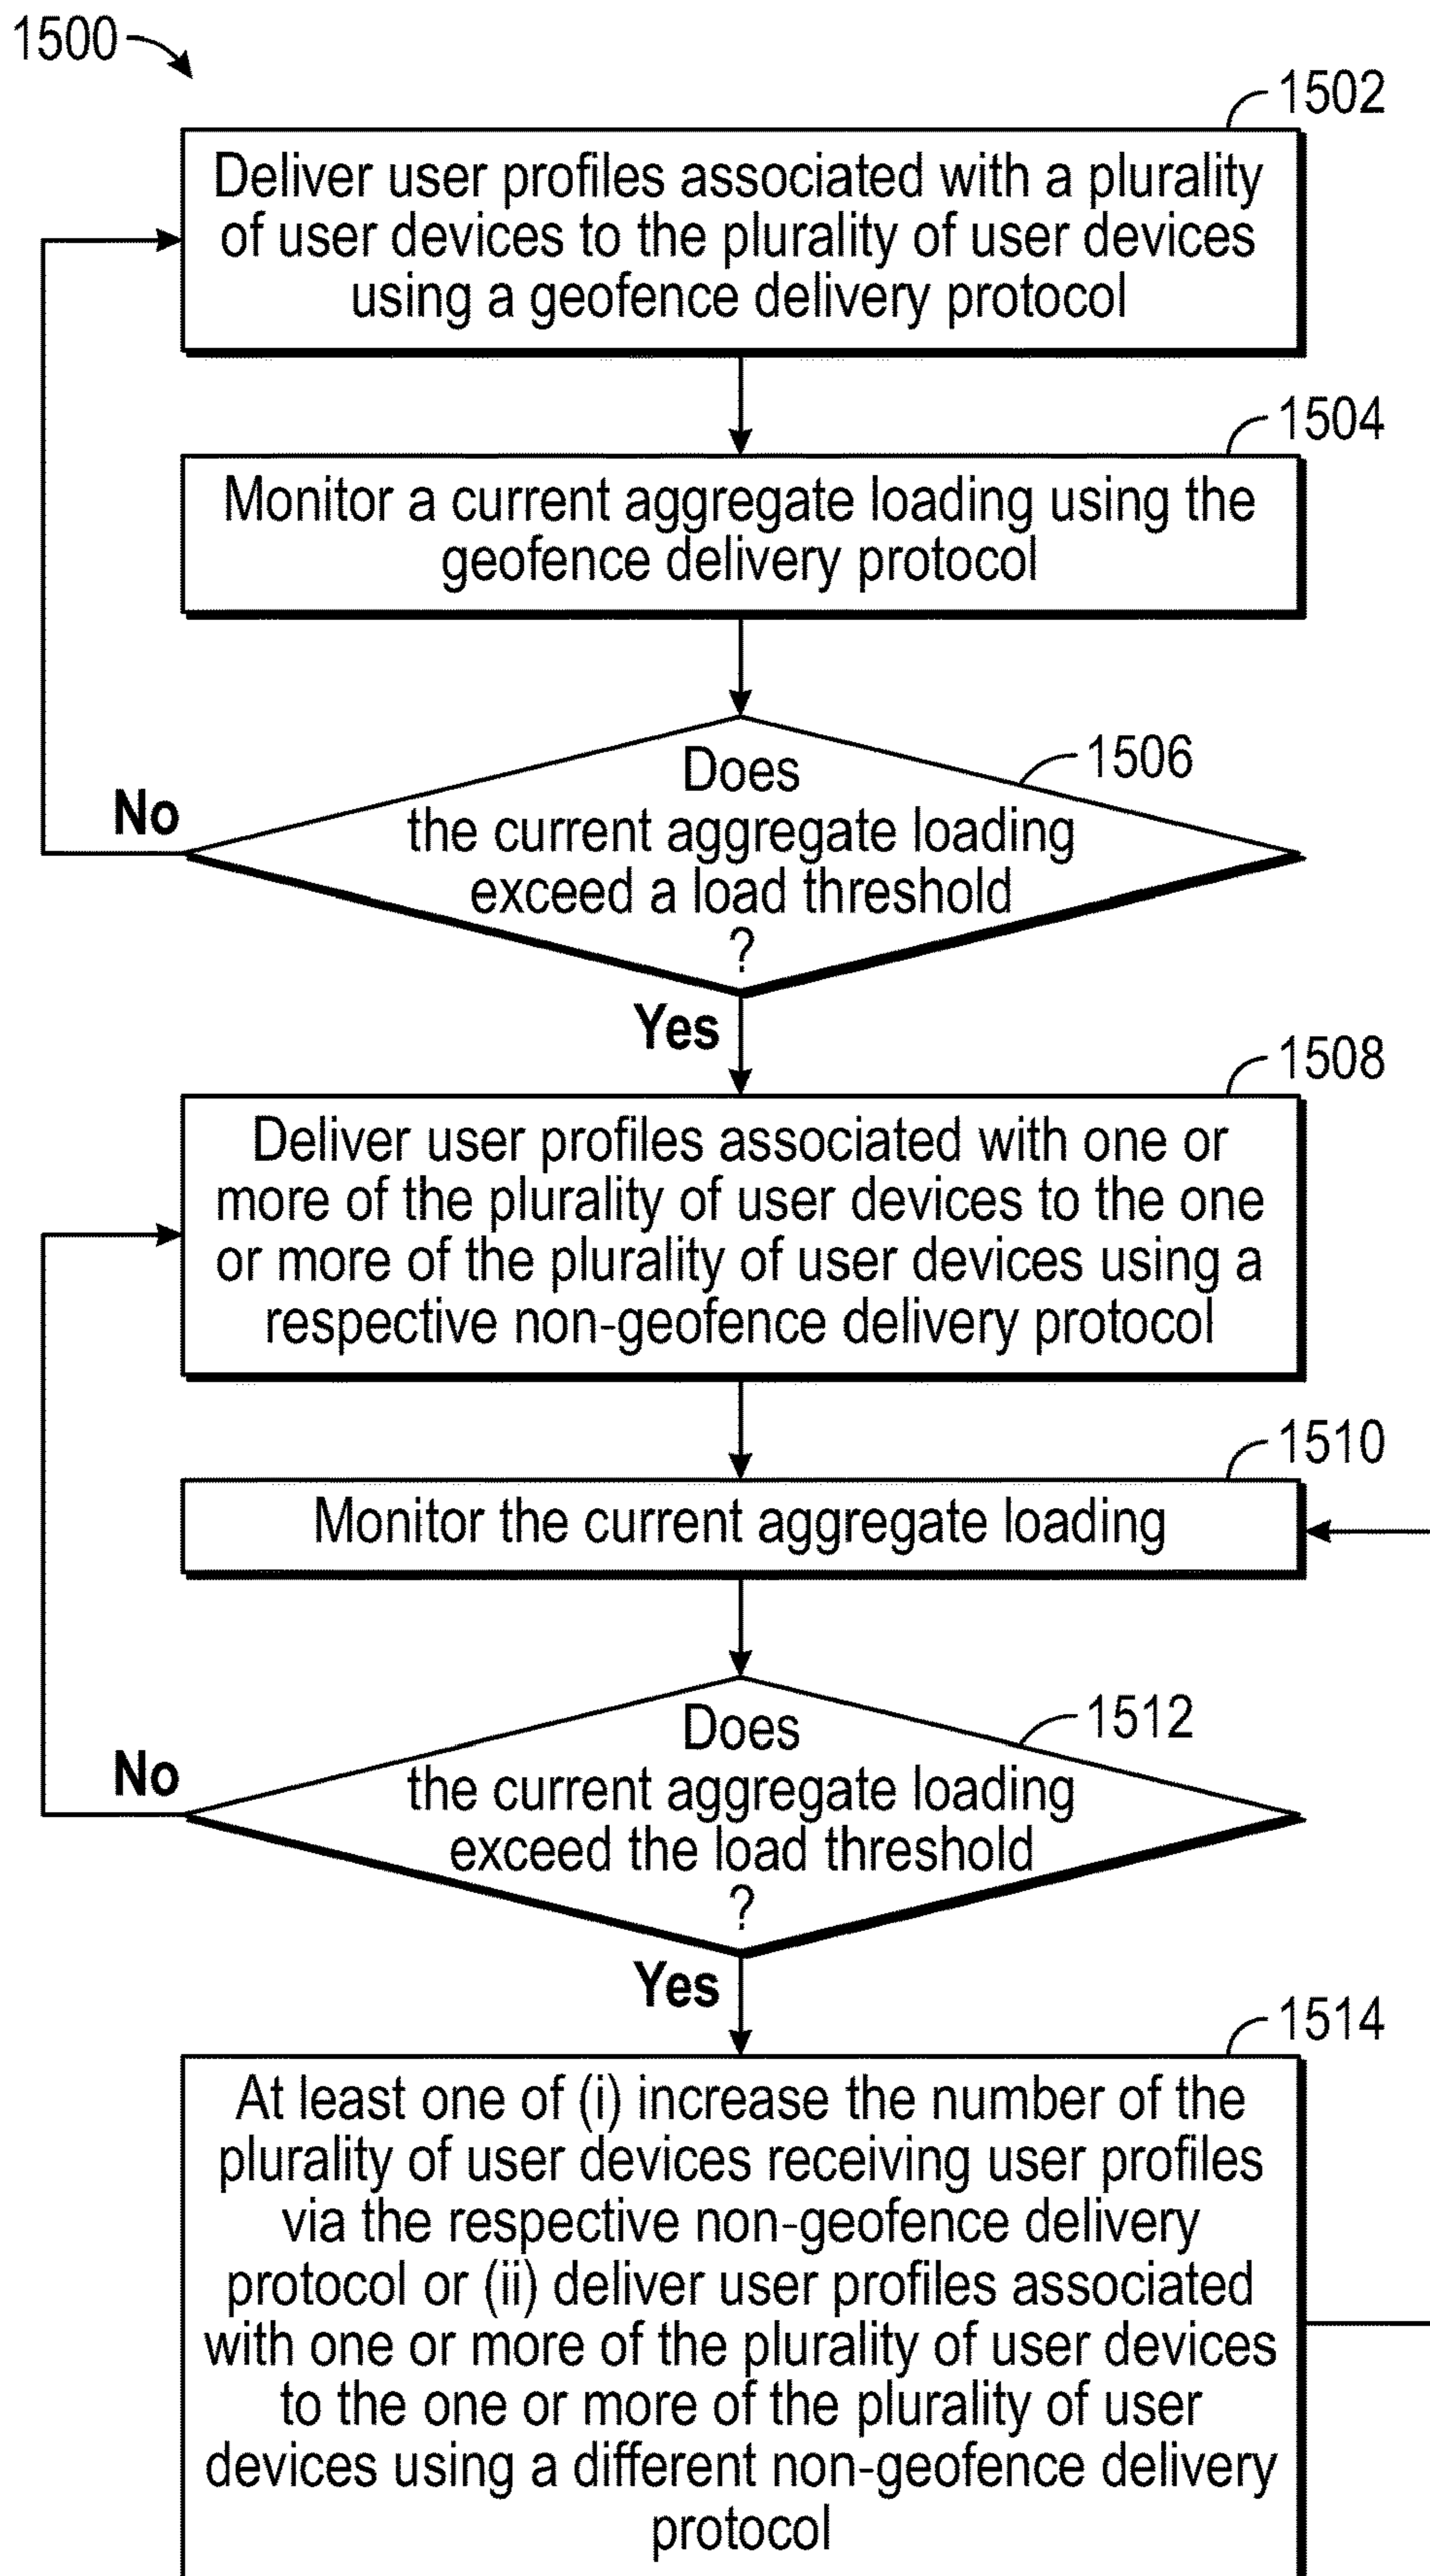 1500
1502
Deliver user profiles associated with a plurality
of user devices to the plurality of user devices
using a geofence delivery protocol
1504
Monitor a current aggregate loading using the
geofence delivery protocol
1506
Does
the current aggregate loading
exceed a load threshold
?
No
Yes
1508
Deliver user profiles associated with one or
more of the plurality of user devices to the one
or more of the plurality of user devices using a
respective non-geofence delivery protocol
1510
Monitor the current aggregate loading
1512
Does
the current aggregate loading
exceed the load threshold
?
No
Yes
1514
At least one of (i) increase the number of the
plurality of user devices receiving user profiles
via the respective non-geofence delivery
protocol or (ii) deliver user profiles associated
with one or more of the plurality of user devices
to the one or more of the plurality of user
devices using a different non-geofence delivery
protocol